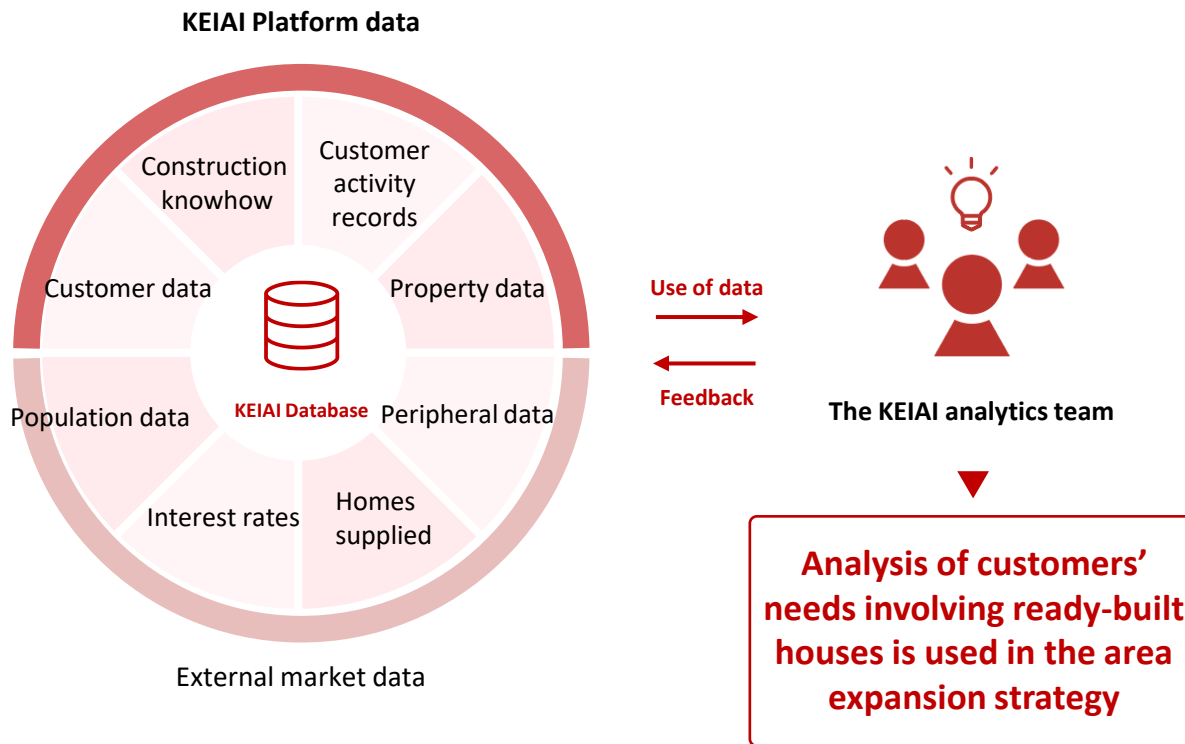 KEIAI Platform data
Construction
knowhow
Customer
activity
records
Customer data
Property data
KEIAI Database
Population data
Peripheral data
Interest rates
Homes
supplied
External market data
Use of data
Feedback
The KEIAI analytics team
Analysis of customers’
needs involving ready-built
houses is used in the area
expansion strategy